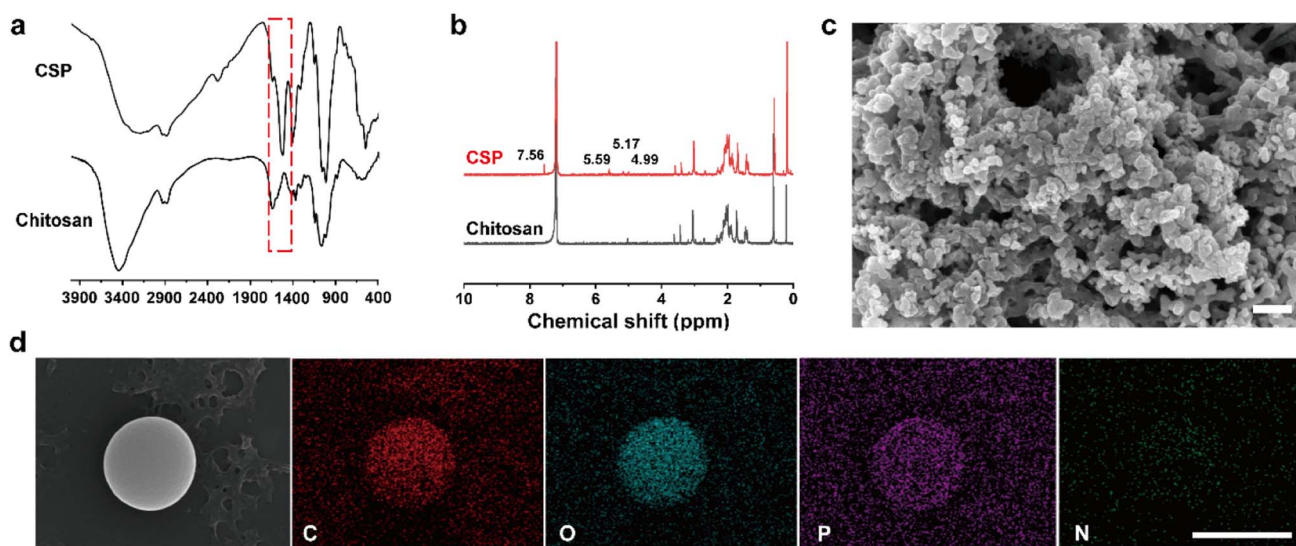 a
CSP
Chitosan
3900 3400 2900 2400 1900 1400 900 400
b
CSP
7.56
5.59
5.17
4.99
Chitosan
10 8 6 4 2 0
Chemical shift (ppm)
c
d
C
O
P
N